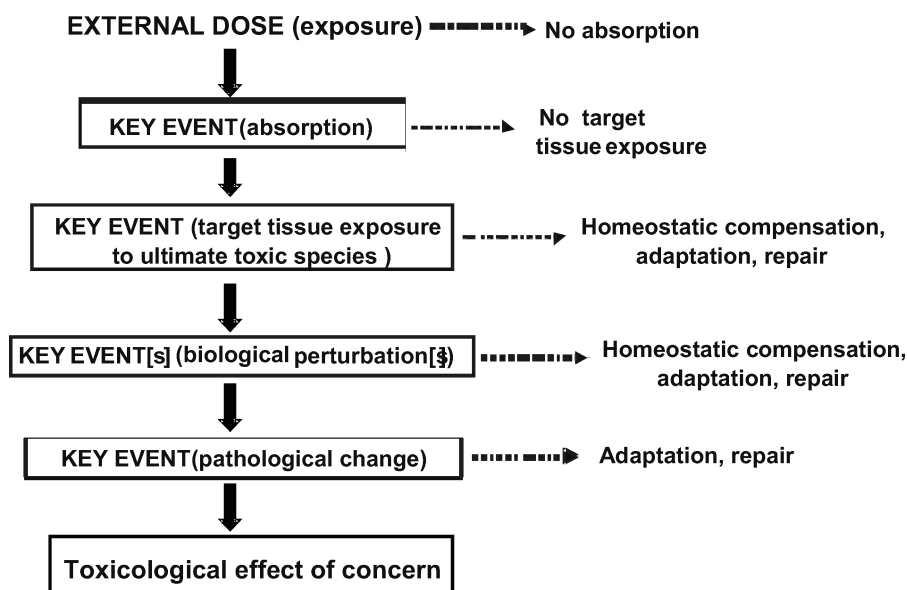 EXTERNAL DOSE (exposure)
No absorption
KEY EVENT(absorption)
No target
tissue exposure
KEY EVENT (target tissue exposure
to ultimate toxic species )
Homeostatic compensation,
adaptation, repair
KEY EVENT[s] (biological perturbation[s])
Homeostatic compensation,
adaptation, repair
KEY EVENT(pathological change)
Adaptation, repair
Toxicological effect of concern